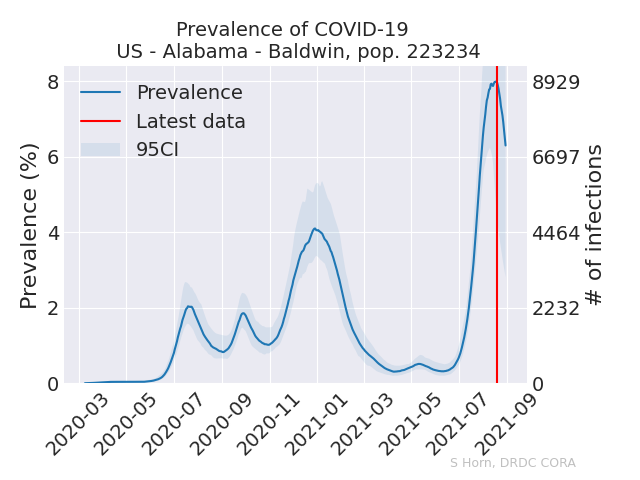 Prevalence of COVID-19
US - Alabama - Baldwin, pop. 223234
Prevalence
Latest data
95CI
Prevalence (%)
8
6
4
2
0
8929
6697
4464
2232
0
# of infections
2020-03
2020-05
2020-07
2020-09
2020-11
2021-01
2021-03
2021-05
2021-07
2021-09
S Horn, DRDC CORA